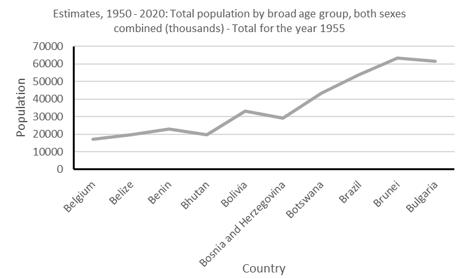 Estimates, 1950 - 2020: Total population by broad age group, both sexes
combined (thousands) - Total for the year 1955
70000
60000
50000
40000
30000
20000
10000
0
Population
Belgium
Belize
Benin
Bhutan
Bolivia
Bosnia and Herzegovina
Botswana
Brazil
Brunei
Bulgaria
Country